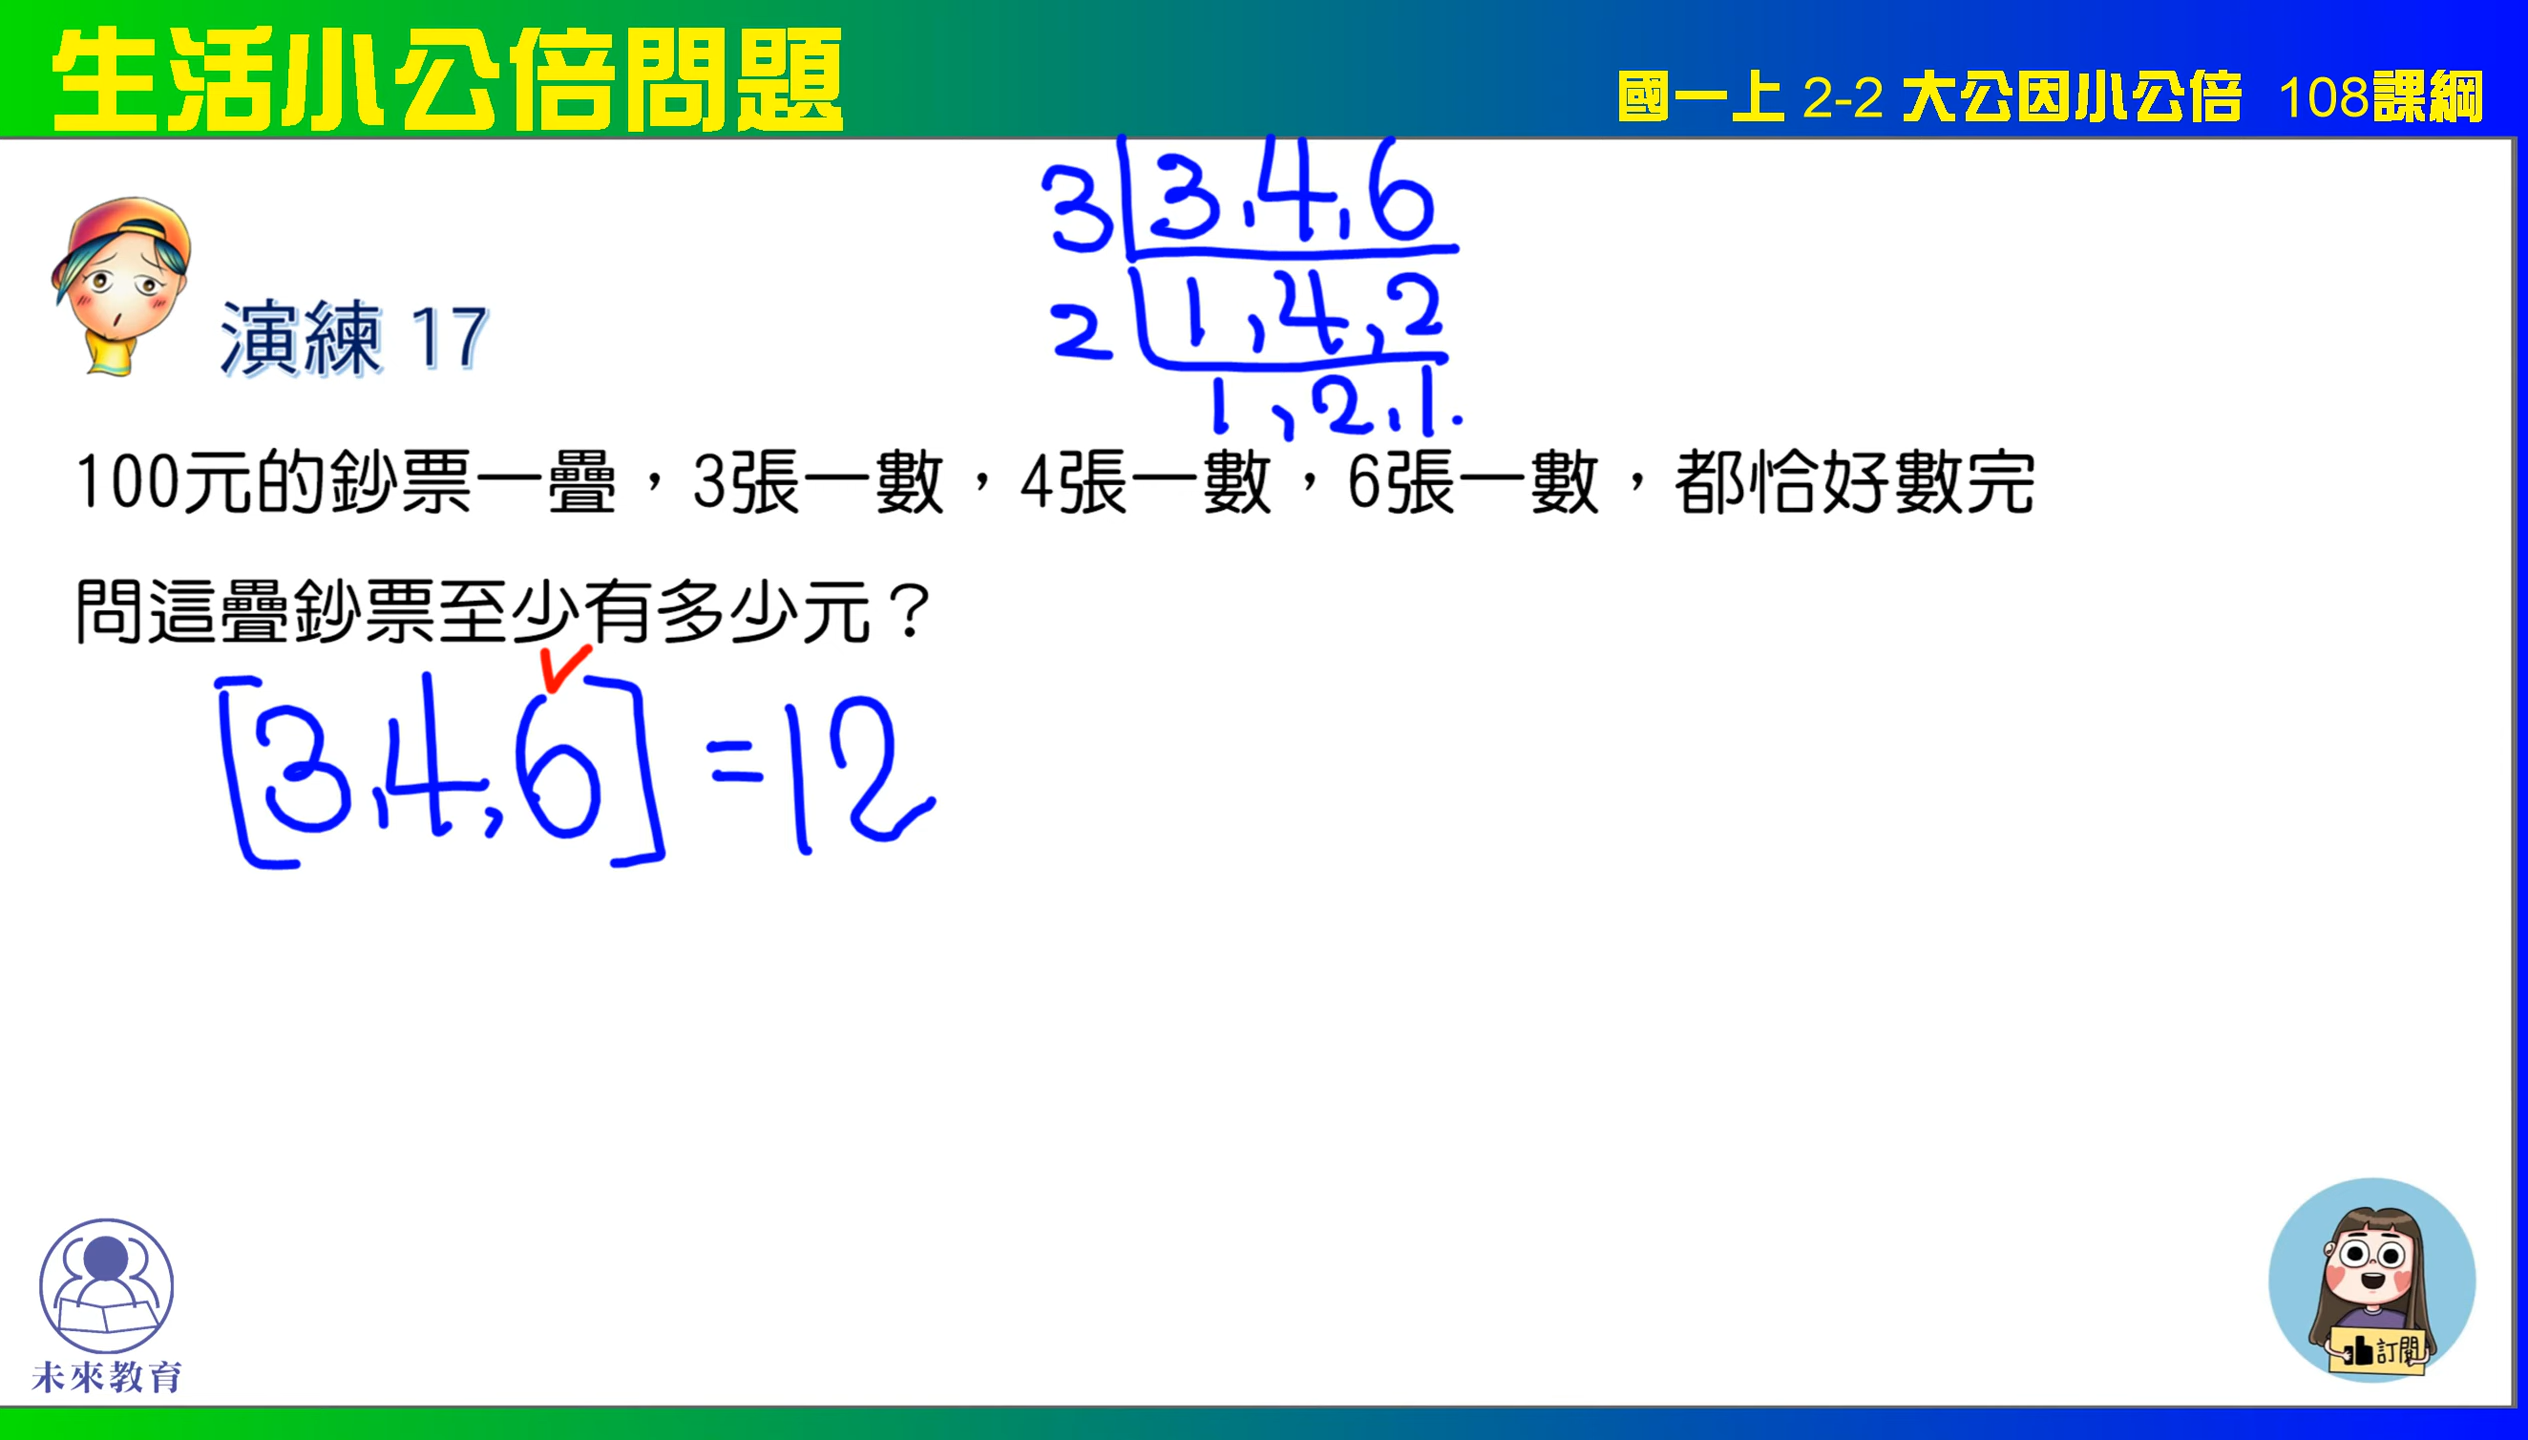 生活小公倍問題
國一上 2-2 大公因小公倍 108課綱
3 3,4,6
2 1,4,2
1,2,1.
演練 17
100元的鈔票一疊，3張一數，4張一數，6張一數，都恰好數完
問這疊鈔票至少有多少元？
[3,4,6] =12
未來教育
訂閱